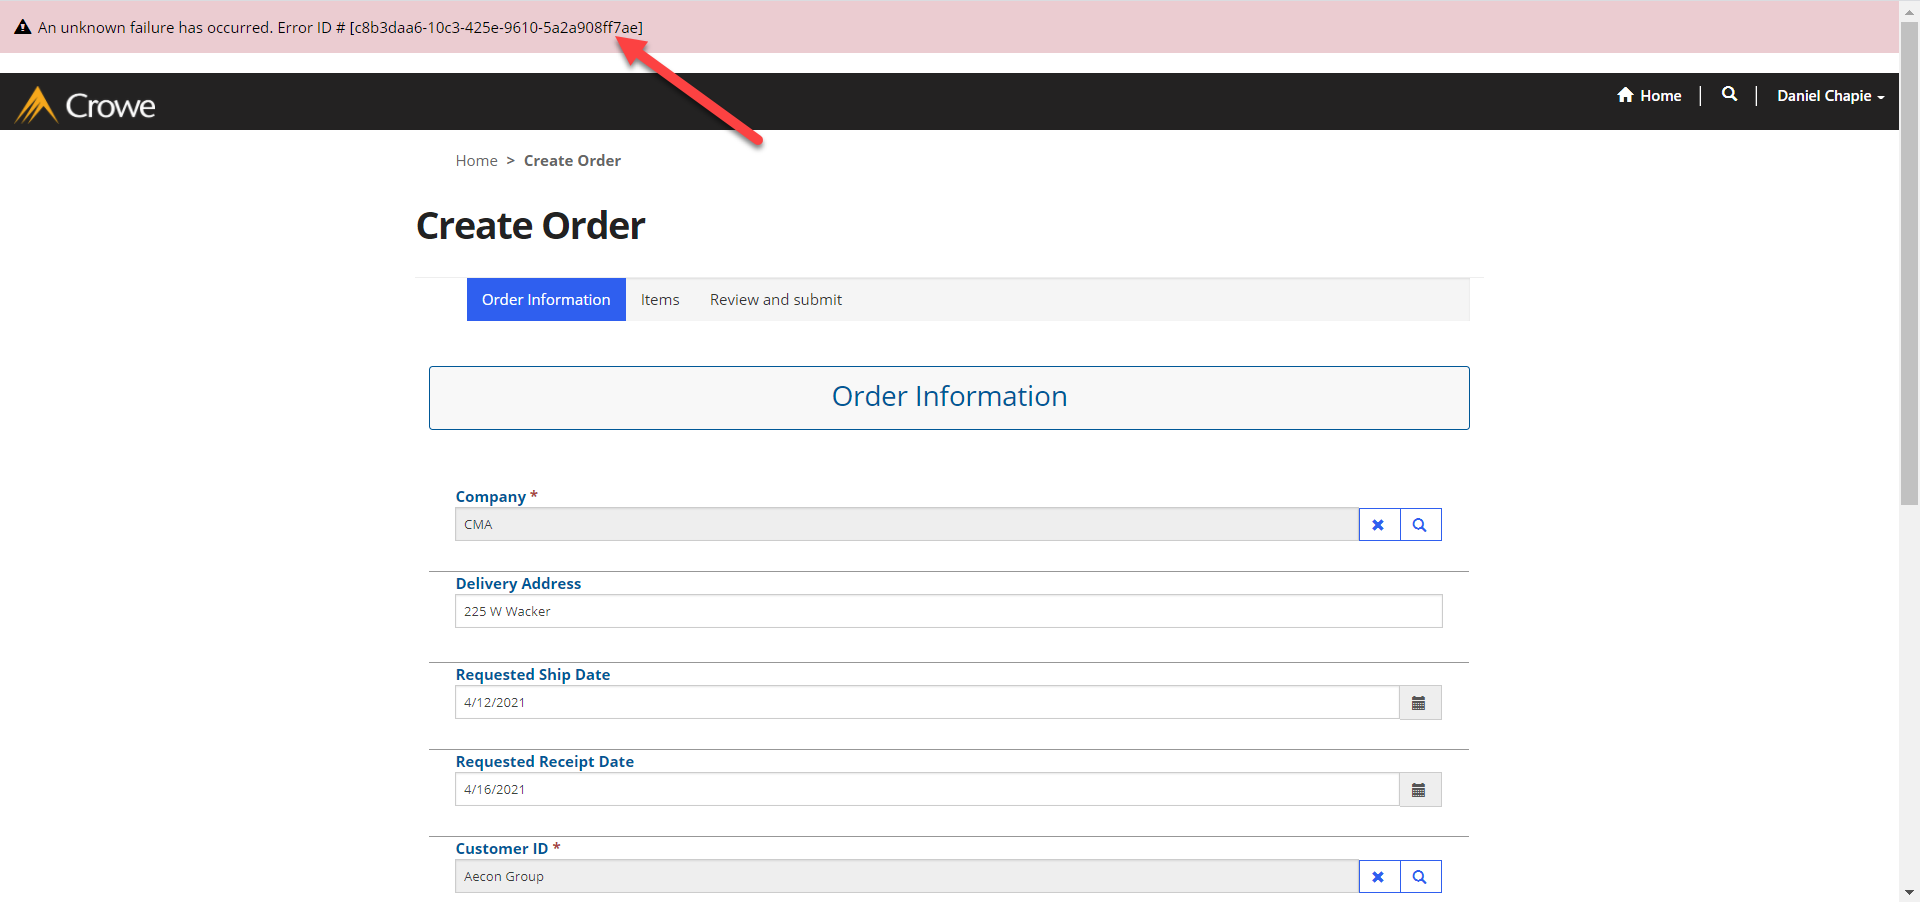 An unknown failure has occurred. Error ID # [c8b3daa6-10c3-425e-9610-5a2a908ff7ae]
Crowe
Home | | Daniel Chapie
Home > Create Order
Create Order
Order Information Items Review and submit
Order Information
Company *
CMA
Delivery Address
225 W Wacker
Requested Ship Date
4/12/2021
Requested Receipt Date
4/16/2021
Customer ID *
Aecon Group